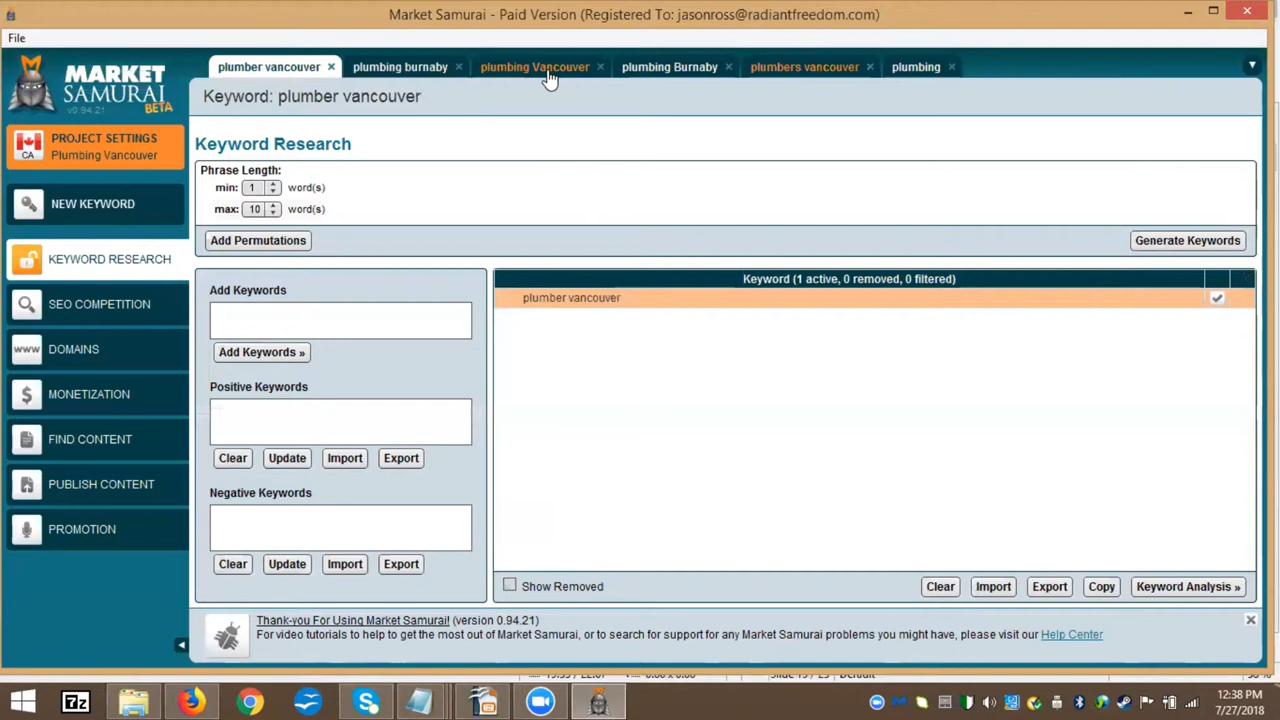 Market Samurai - Paid Version (Registered To: jasonross@radiantfreedom.com)
File
MARKET
SAMURAI
v0.94.21 BETA
plumber vancouver
plumbing burnaby
plumbing Vancouver
plumbing Burnaby
plumbers vancouver
plumbing
Keyword: plumber vancouver
CA
PROJECT SETTINGS
Plumbing Vancouver
NEW KEYWORD
KEYWORD RESEARCH
SEO COMPETITION
www DOMAINS
$ MONETIZATION
FIND CONTENT
PUBLISH CONTENT
PROMOTION
Keyword Research
Phrase Length:
min: 1 word(s)
max: 10 word(s)
Add Permutations
Generate Keywords
Add Keywords
Add Keywords »
Positive Keywords
Clear Update Import Export
Negative Keywords
Clear Update Import Export
Keyword (1 active, 0 removed, 0 filtered)
plumber vancouver
Show Removed
Clear Import Export Copy Keyword Analysis »
Thank-you For Using Market Samurai! (version 0.94.21)
For video tutorials to help to get the most out of Market Samurai, or to search for support for any Market Samurai problems you might have, please visit our Help Center
7z
12:38 PM
7/27/2018